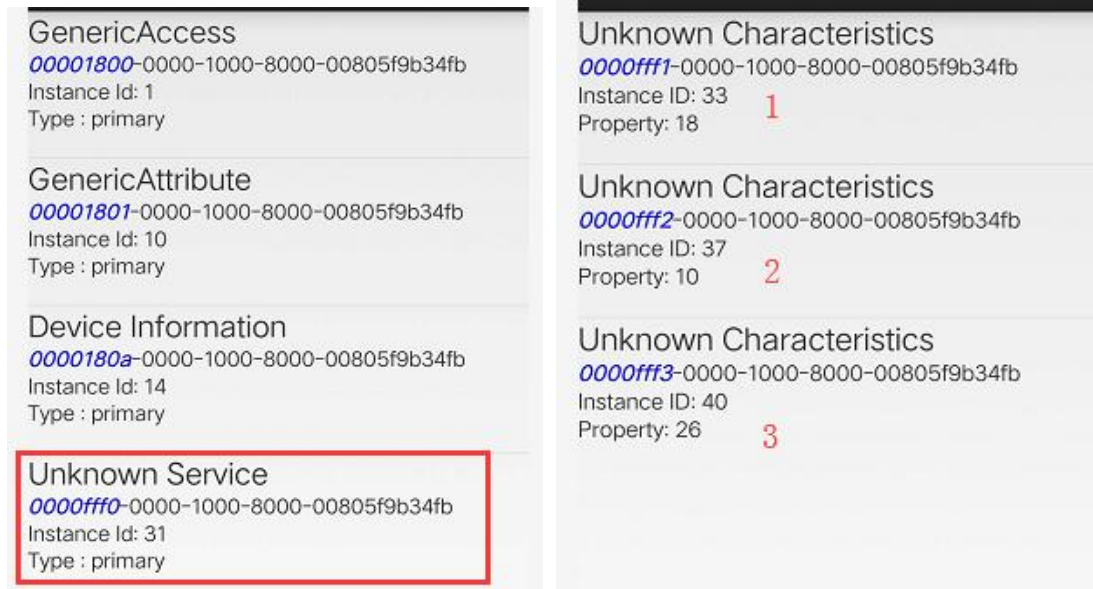 GenericAccess
00001800-0000-1000-8000-00805f9b34fb
Instance Id: 1
Type : primary
GenericAttribute
00001801-0000-1000-8000-00805f9b34fb
Instance Id: 10
Type : primary
Device Information
0000180a-0000-1000-8000-00805f9b34fb
Instance Id: 14
Type : primary
Unknown Service
0000fff0-0000-1000-8000-00805f9b34fb
Instance Id: 31
Type : primary
Unknown Characteristics
0000fff1-0000-1000-8000-00805f9b34fb
Instance ID: 33
1
Property: 18
Unknown Characteristics
0000fff2-0000-1000-8000-00805f9b34fb
Instance ID: 37
Property: 10
2
Unknown Characteristics
0000fff3-0000-1000-8000-00805f9b34fb
Instance ID: 40
Property: 26
3